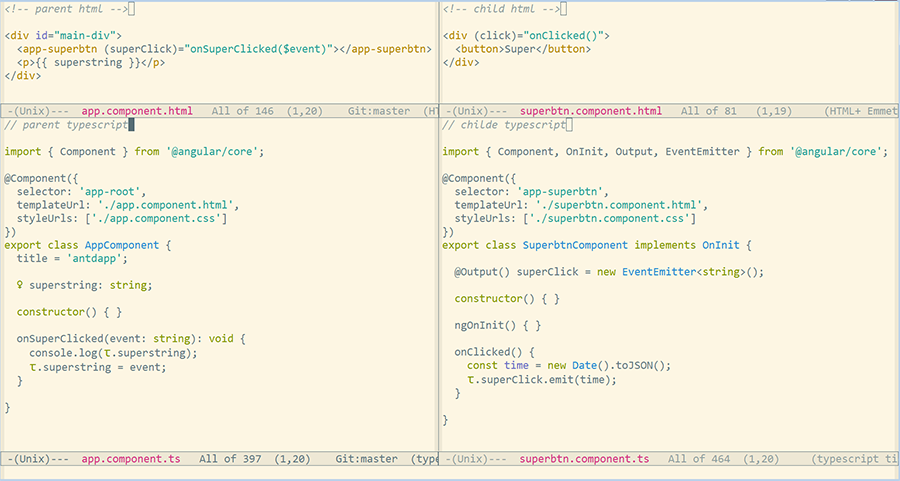 <!-- parent html -->

<div id="main-div">
  <app-superbtn (superClick)="onSuperClicked($event)"></app-superbtn>
  <p>{{ superstring }}</p>
</div>

-(Unix)---  app.component.html   All of 146  (1,20)    Git:master  (HT
<!-- child html -->

<div (click)="onClicked()">
  <button>Super</button>
</div>

-(Unix)---  superbtn.component.html   All of 81   (1,19)     (HTML+ Emmet
// parent typescript

import { Component } from '@angular/core';

@Component({
  selector: 'app-root',
  templateUrl: './app.component.html',
  styleUrls: ['./app.component.css']
})
export class AppComponent {
  title = 'antdapp';

  ♀ superstring: string;

  constructor() { }

  onSuperClicked(event: string): void {
    console.log(τ.superstring);
    τ.superstring = event;
  }

}

-(Unix)---  app.component.ts   All of 397  (1,20)    Git:master  (type
// childe typescript

import { Component, OnInit, Output, EventEmitter } from '@angular/core';

@Component({
  selector: 'app-superbtn',
  templateUrl: './superbtn.component.html',
  styleUrls: ['./superbtn.component.css']
})
export class SuperbtnComponent implements OnInit {

  @Output() superClick = new EventEmitter<string>();

  constructor() { }

  ngOnInit() { }

  onClicked() {
    const time = new Date().toJSON();
    τ.superClick.emit(time);
  }

}

-(Unix)---  superbtn.component.ts   All of 464  (1,20)     (typescript ti